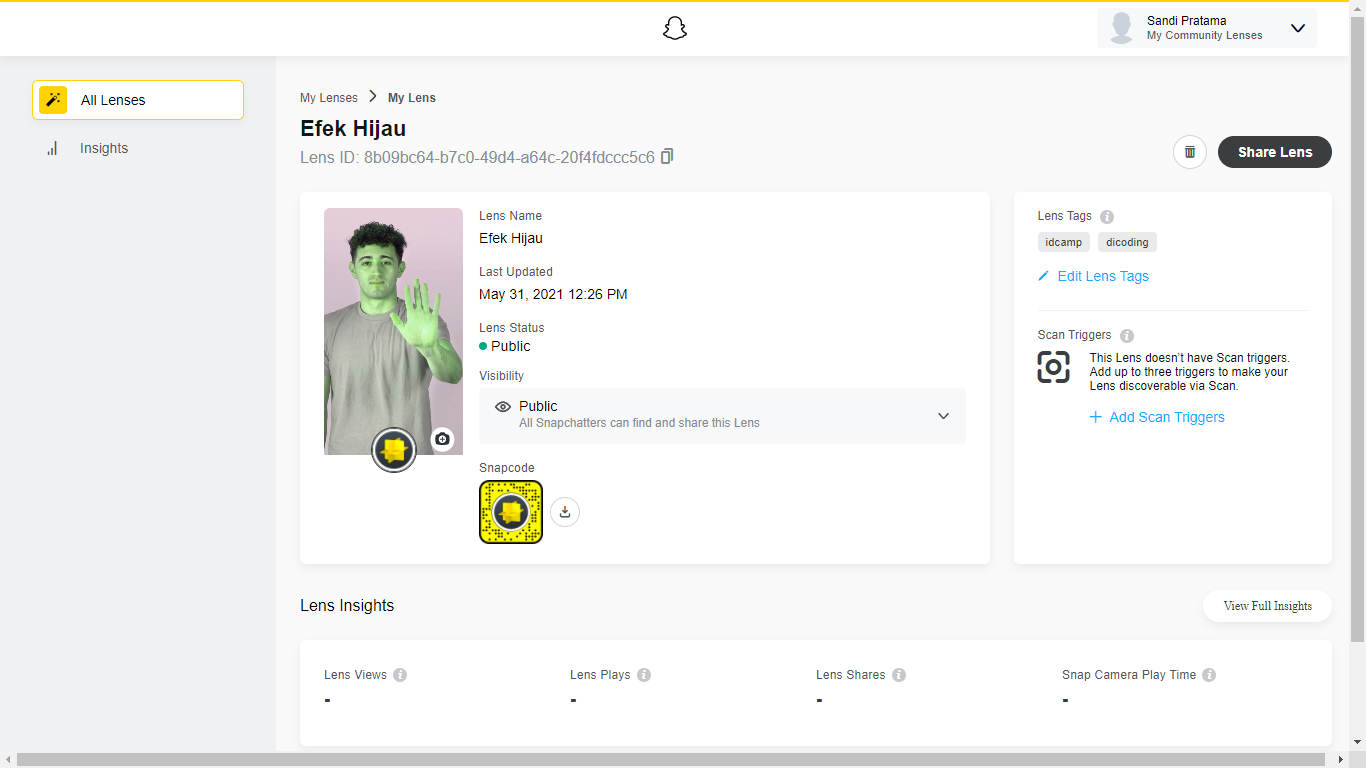 Sandi Pratama
My Community Lenses
All Lenses
Insights
My Lenses
My Lens
Efek Hijau
Lens ID: 8b09bc64-b7c0-49d4-a64c-20f4fdccc5c6
Share Lens
Lens Name
Efek Hijau
Last Updated
May 31, 2021 12:26 PM
Lens Status
Public
Visibility
Public
All Snapchatters can find and share this Lens
Snapcode
Lens Tags
idcamp dicoding
Edit Lens Tags
Scan Triggers
This Lens doesn't have Scan triggers.
Add up to three triggers to make your
Lens discoverable via Scan.
Add Scan Triggers
Lens Insights
View Full Insights
Lens Views Lens Plays Lens Shares Snap Camera Play Time
- - - -